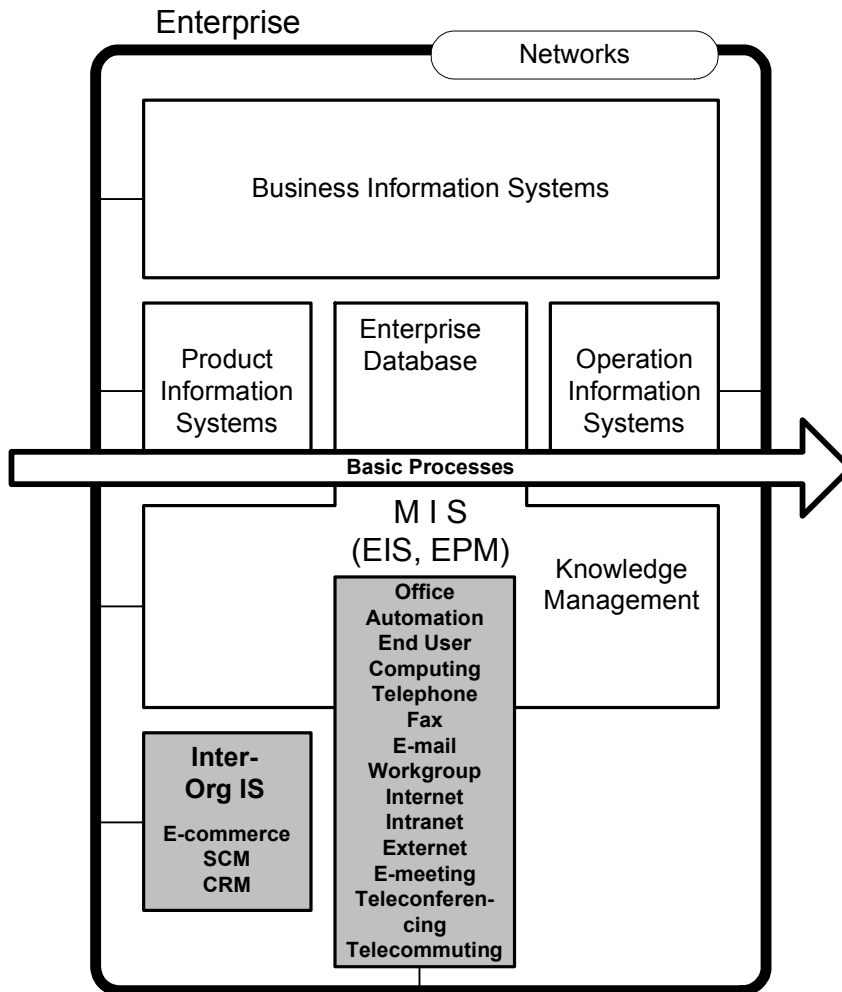 Enterprise
Networks
Business Information Systems
Product
Information
Systems
Enterprise
Database
Operation
Information
Systems
Basic Processes
M I S
(EIS, EPM)
Knowledge
Management
Office
Automation
End User
Computing
Telephone
Fax
E-mail
Workgroup
Internet
Intranet
Externet
E-meeting
Teleconferen-
cing
Telecommuting
Inter-
Org IS
E-commerce
SCM
CRM